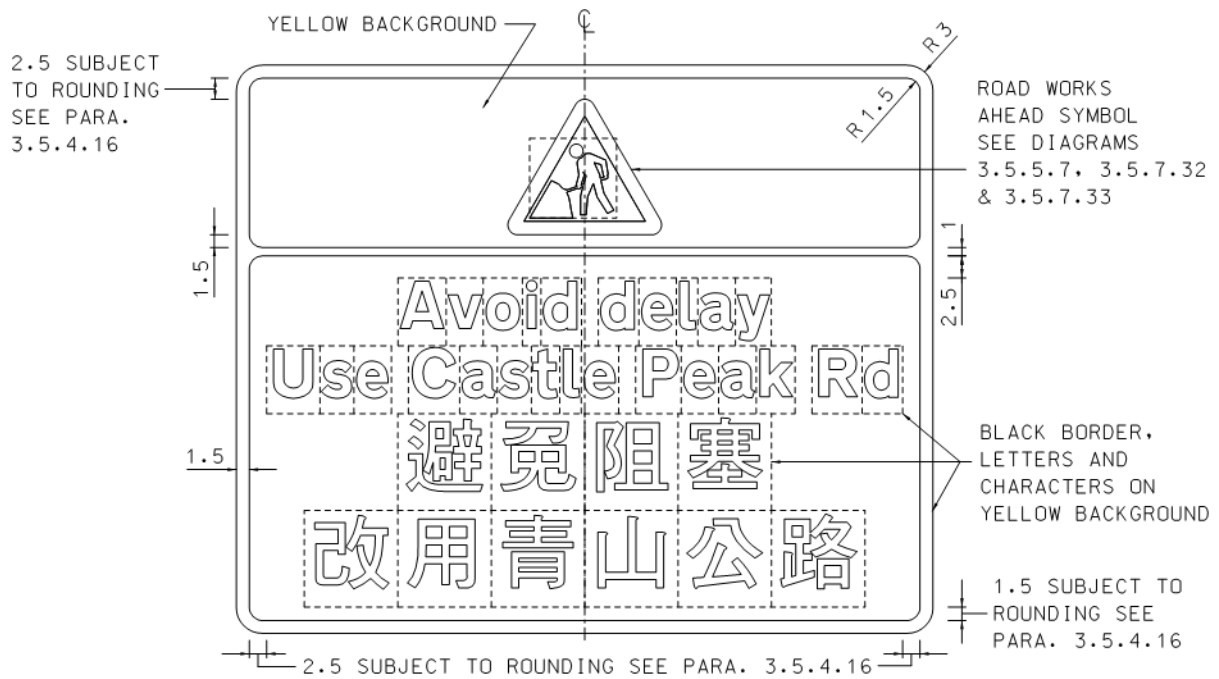 YELLOW BACKGROUND
℄
R3
2.5 SUBJECT
TO ROUNDING
SEE PARA.
3.5.4.16
R1.5
ROAD WORKS
AHEAD SYMBOL
SEE DIAGRAMS
3.5.5.7, 3.5.7.32
& 3.5.7.33
1.5
1
2.5
Avoid delay
Use Castle Peak Rd
避免阻塞
改用青山公路
1.5
BLACK BORDER,
LETTERS AND
CHARACTERS ON
YELLOW BACKGROUND
1.5 SUBJECT TO
ROUNDING SEE
PARA. 3.5.4.16
2.5 SUBJECT TO ROUNDING SEE PARA. 3.5.4.16